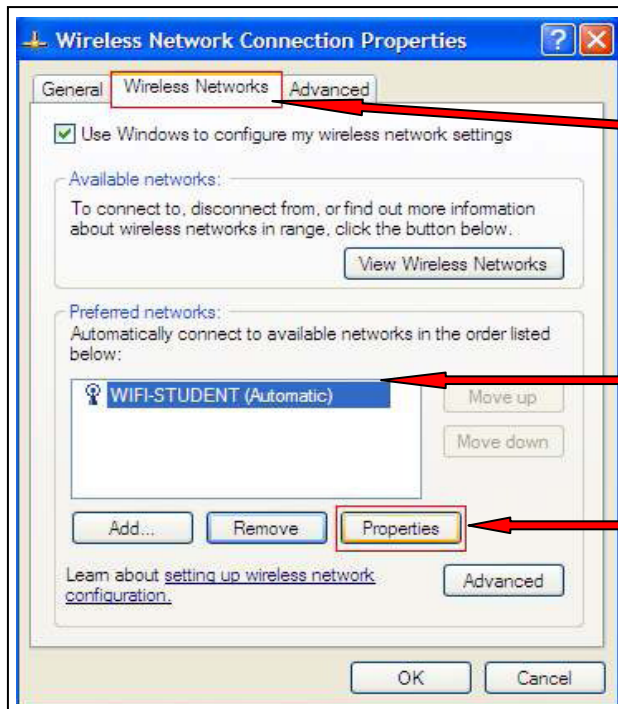 Wireless Network Connection Properties
General Wireless Networks Advanced
Use Windows to configure my wireless network settings
Available networks:
To connect to, disconnect from, or find out more information
about wireless networks in range, click the button below.
View Wireless Networks
Preferred networks:
Automatically connect to available networks in the order listed
below:
WIFI-STUDENT (Automatic)
Move up
Move down
Add... Remove Properties
Learn about setting up wireless network
configuration.
Advanced
OK Cancel